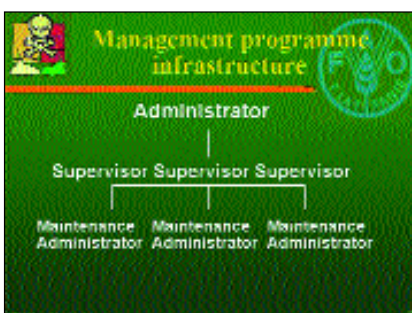 Management programme
infrastructure
Administrator
Supervisor Supervisor Supervisor
Maintenance Maintenance Maintenance
Administrator Administrator Administrator